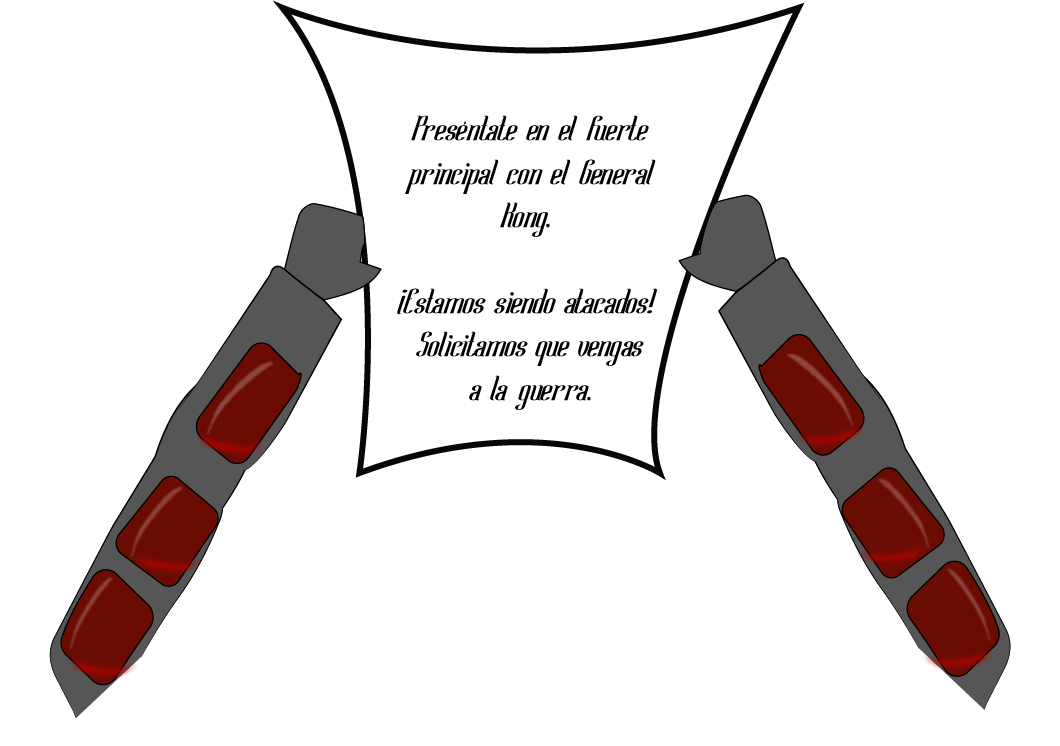 Preséntate en el fuerte
principal con el General
Kong.
¡Estamos siendo atacados!
Solicitamos que vengas
a la guerra.